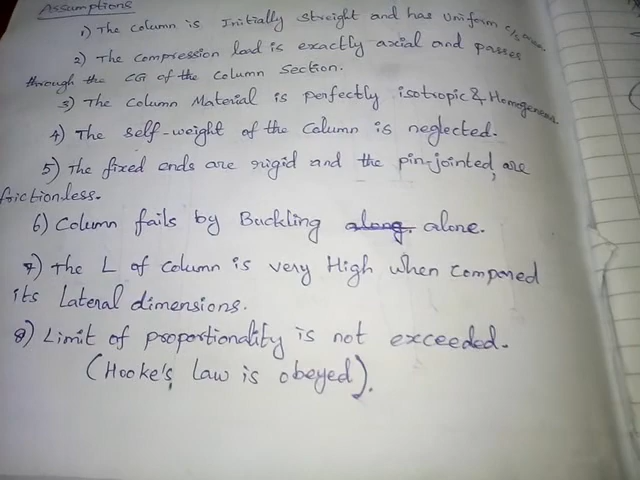 Assumptions
1) The column is Initially straight and has uniform c/s
2) The compression load is exactly axial and passes
through the CG of the column section.
3) The Column Material is perfectly isotropic & Homogeneous
4) The self-weight of the Column is neglected.
5) The fixed ends are rigid and the pin-jointed, are
frictionless.
6) Column fails by Buckling along. alone.
7) The L of column is very High when compared
its Lateral dimensions.
8) Limit of proportionality is not exceeded.
(Hooke's Law is obeyed).